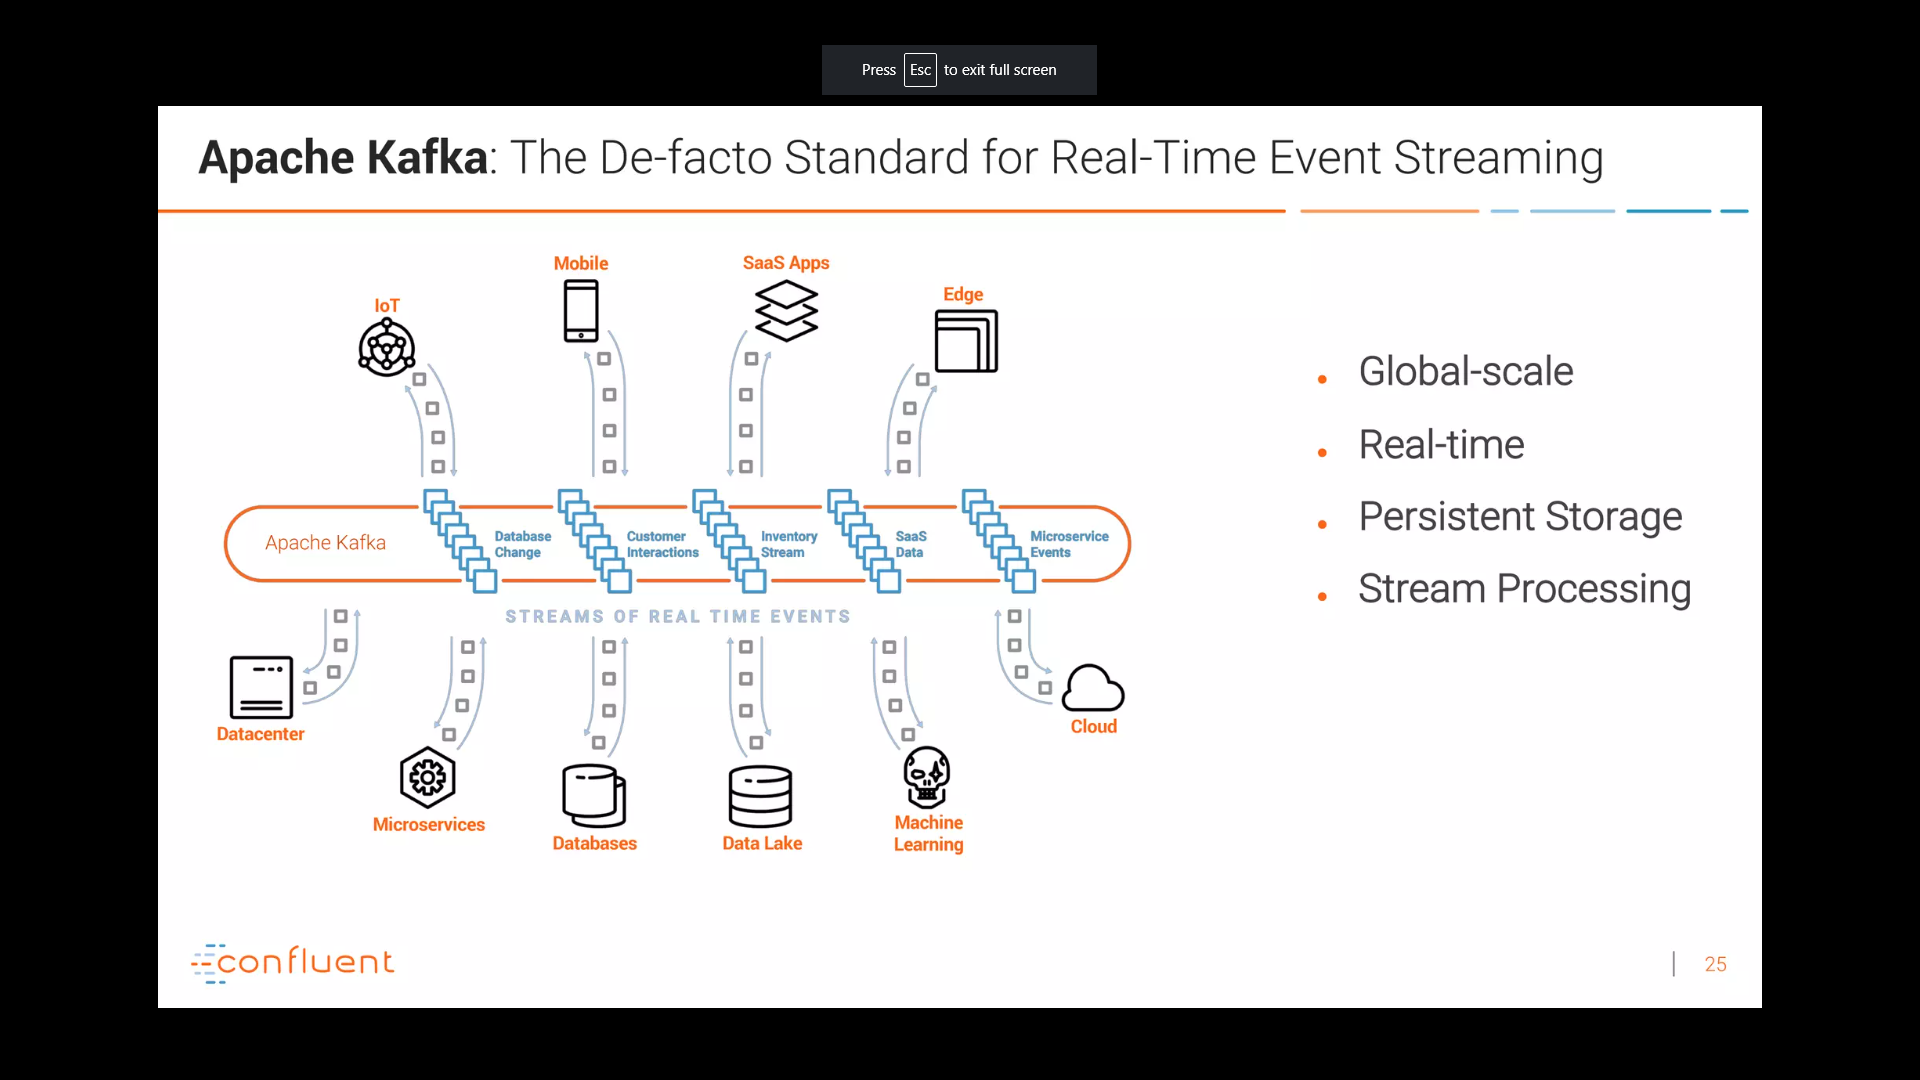 Press Esc to exit full screen
Apache Kafka: The De-facto Standard for Real-Time Event Streaming
Mobile
SaaS Apps
IoT
Edge
Apache Kafka
Database
Change
Customer
Interactions
Inventory
Stream
SaaS
Data
Microservice
Events
STREAMS OF REAL TIME EVENTS
Datacenter
Microservices
Databases
Data Lake
Machine
Learning
Cloud
• Global-scale
• Real-time
• Persistent Storage
• Stream Processing
confluent
25